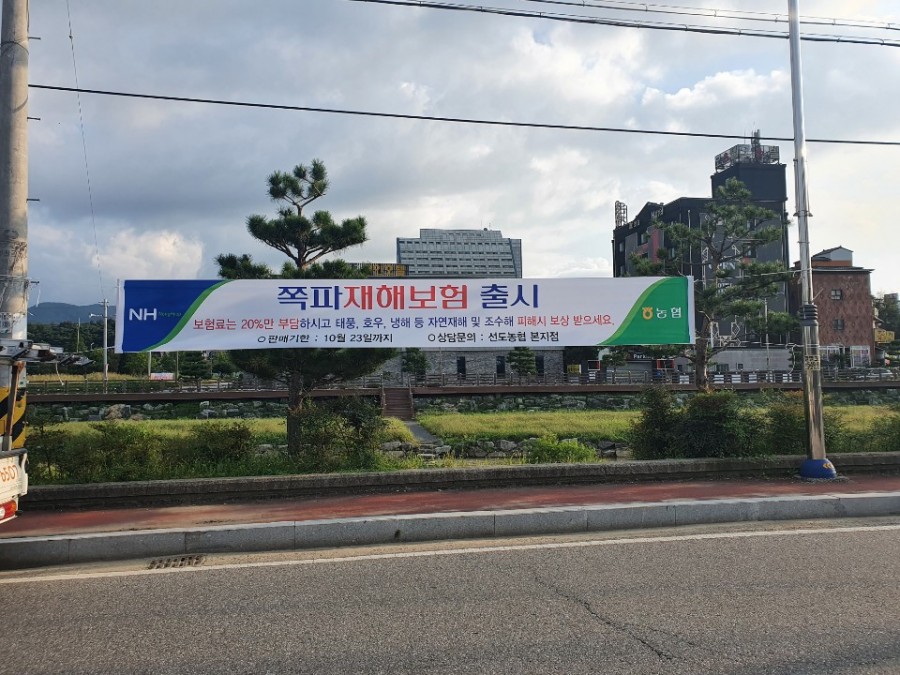 쪽파재해보험 출시
NH
보험료는 20%만 부담하시고 태풍, 호우, 냉해 등 자연재해 및 조수해 피해시 보상 받으세요.
농협
○판매기한 : 10월 23일까지 ○상담문의 : 선도농협 본지점